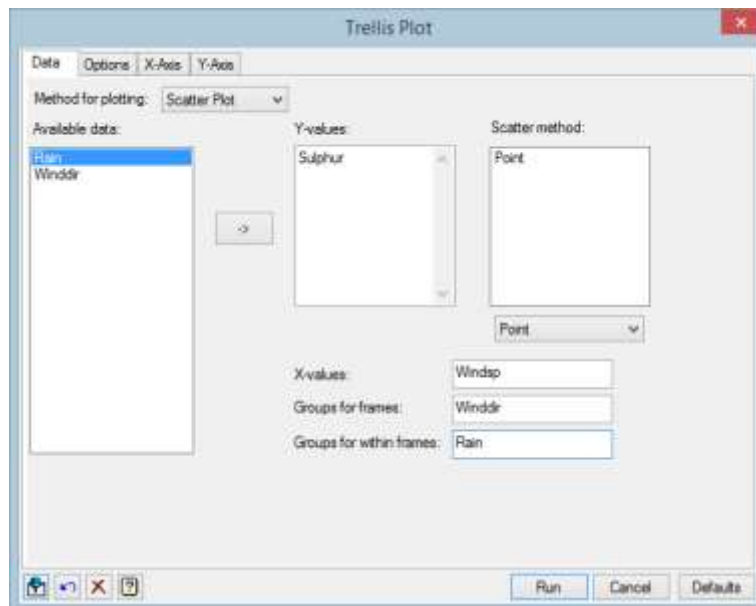 Trellis Plot
Data Options X-Axis Y-Axis
Method for plotting: Scatter Plot
Available data: Y-values: Scatter method:
Rain Sulphur Point
Winddir
->
Point
X-values: Windsp
Groups for frames: Winddir
Groups for within frames: Rain
Run Cancel Defaults